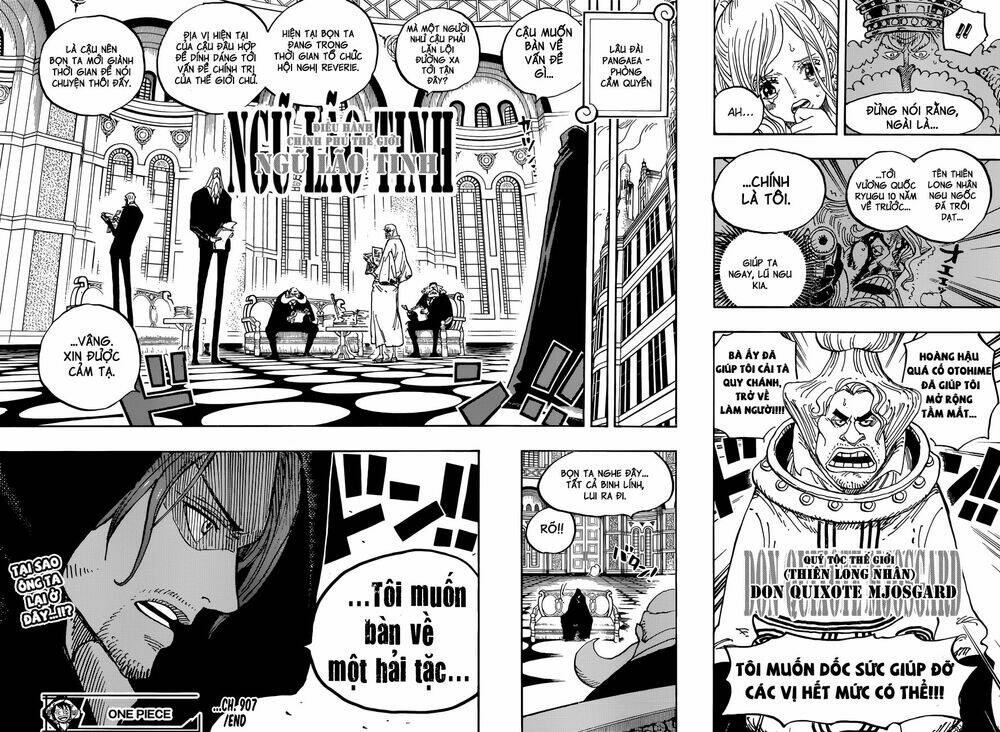 !!
AH...
ĐỪNG NÓI RẰNG,
NGÀI LÀ...
TÊN THIÊN
LONG NHÂN
NGU NGỐC
ĐÃ TRÔI
DẠT...
...TỚI
VƯƠNG QUỐC
RYUGU 10 NĂM
VỀ TRƯỚC...
...CHÍNH
LÀ TÔI.
GIÚP TA
NGAY, LŨ NGU
KIA.
HOÀNG HẬU
QUÁ CỐ OTOHIME
ĐÃ GIÚP TÔI
MỞ RỘNG
TẦM MẮT...
BÀ ẤY ĐÃ
GIÚP TÔI CẢI TÀ
QUY CHÁNH,
TRỞ VỀ
LÀM NGƯỜI!!!!
QUÝ TỘC THẾ GIỚI
(THIÊN LONG NHÂN)
DON QUIXOTE MJOSGARD
TÔI MUỐN DỐC SỨC GIÚP ĐỠ
CÁC VỊ HẾT MỨC CÓ THỂ!!!
LÂU ĐÀI
PANGAEA -
PHÒNG
CẦM QUYỀN
CẬU MUỐN
BÀN VỀ
VẤN ĐỀ
GÌ...
MÀ MỘT NGƯỜI
NHƯ CẬU PHẢI
LẶN LỘI
ĐƯỜNG XA
TỚI TẬN
ĐÂY?
HIỆN TẠI BỌN TA
ĐANG TRONG
THỜI GIAN TỔ CHỨC
HỘI NGHỊ REVERIE.
ĐỊA VỊ HIỆN TẠI
CỦA CẬU ĐÂU HỢP
ĐỂ DÍNH DÁNG TỚI
VẤN ĐỀ CHÍNH TRỊ
CỦA THẾ GIỚI CHỨ.
LÀ CẬU NÊN
BỌN TA MỚI GIÀNH
THỜI GIAN ĐỂ NÓI
CHUYỆN THÔI ĐẤY.
NGŨ LÃO TINH
ĐIỀU HÀNH
CHÍNH PHỦ THẾ GIỚI
NGŨ LÃO TINH
...VÂNG.
XIN ĐƯỢC
CẢM TẠ.
ドン!!
BỌN TA NGHE ĐÂY...
TẤT CẢ BINH LÍNH,
LUI RA ĐI.
RÕ!!
ドン!!
...TÔI MUỐN
BÀN VỀ
MỘT HẢI TẶC...
TẠI SAO
ÔNG TA
LẠI Ở
ĐÂY...!!?
ONE PIECE
...CH. 907
/END